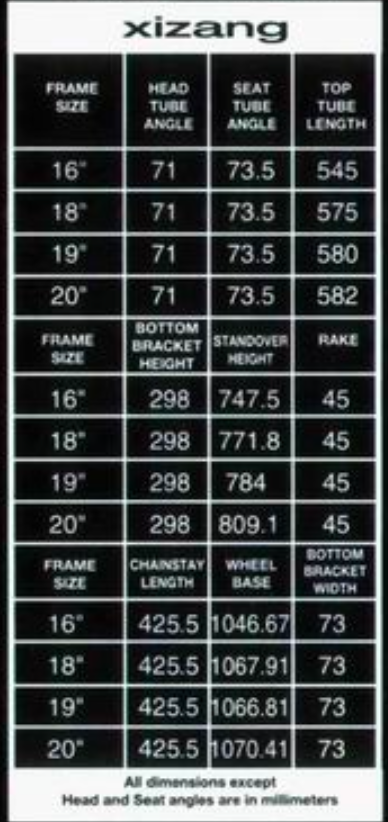 xizang
FRAME SIZE HEAD TUBE ANGLE SEAT TUBE ANGLE TOP TUBE LENGTH
16" 71 73.5 545
18" 71 73.5 575
19" 71 73.5 580
20" 71 73.5 582
FRAME SIZE BOTTOM BRACKET HEIGHT STANDOVER HEIGHT RAKE
16" 298 747.5 45
18" 298 771.8 45
19" 298 784 45
20" 298 809.1 45
FRAME SIZE CHAINSTAY LENGTH WHEEL BASE BOTTOM BRACKET WIDTH
16" 425.5 1046.67 73
18" 425.5 1067.91 73
19" 425.5 1066.81 73
20" 425.5 1070.41 73
All dimensions except
Head and Seat angles are in millimeters